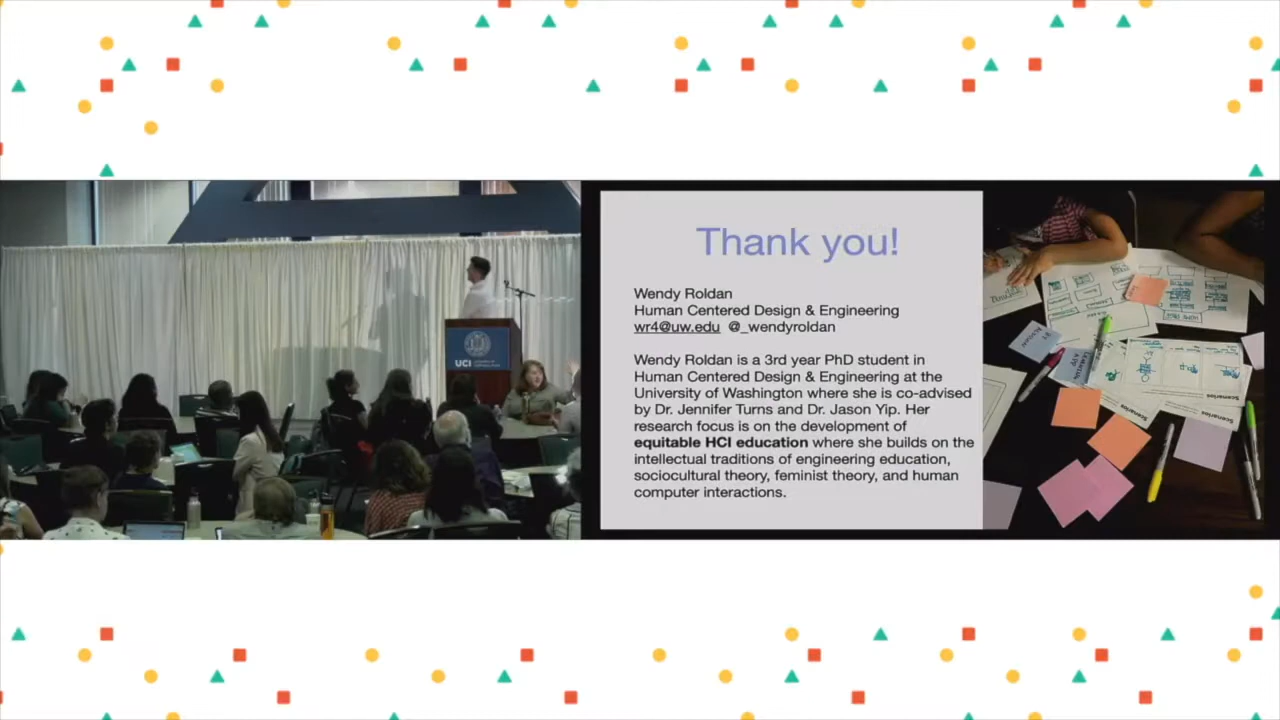 UCI
Thank you!
Wendy Roldan
Human Centered Design & Engineering
wr4@uw.edu @_wendyroldan
Wendy Roldan is a 3rd year PhD student in
Human Centered Design & Engineering at the
University of Washington where she is co-advised
by Dr. Jennifer Turns and Dr. Jason Yip. Her
research focus is on the development of
equitable HCI education where she builds on the
intellectual traditions of engineering education,
sociocultural theory, feminist theory, and human
computer interactions.
Scenarios
Scenarios